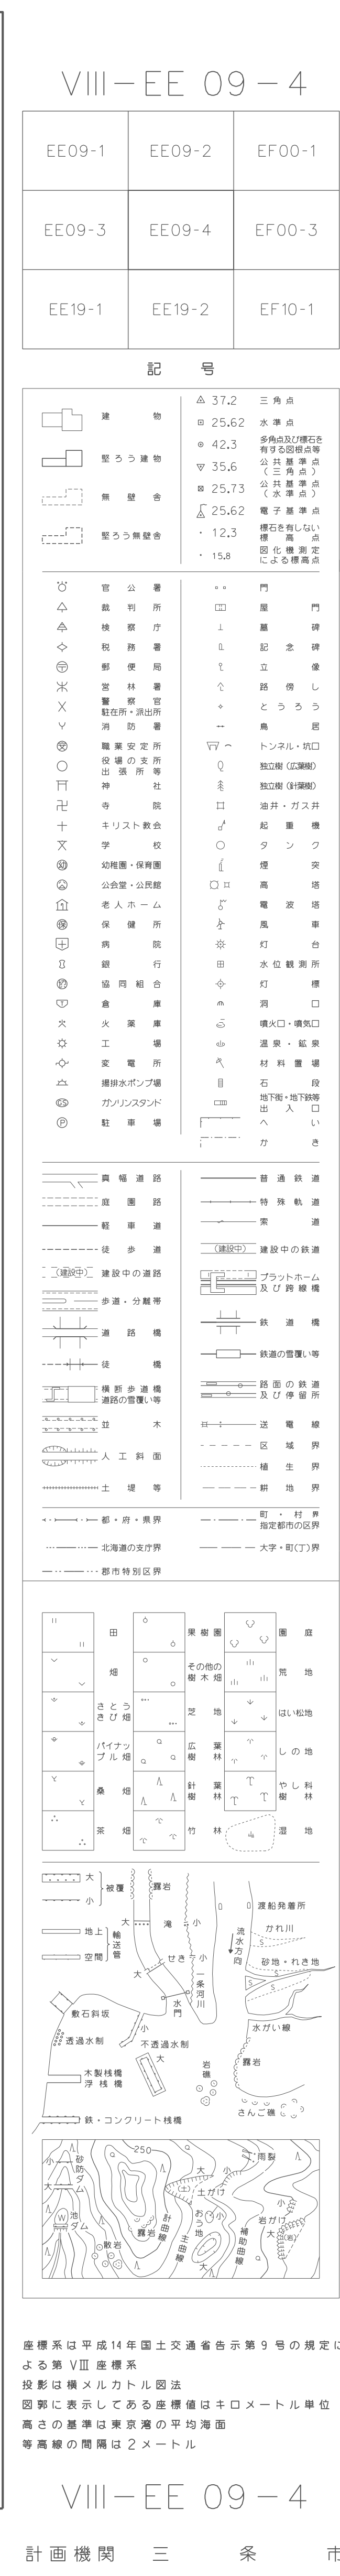 VIII－EE 09－4
EE09-1 EE09-2 EF00-1
EE09-3 EE09-4 EF00-3
EE19-1 EE19-2 EF10-1
記 号
建物
堅ろう建物
無壁舎
堅ろう無壁舎
37.2 三角点
25.62 水準点
42.3 多角点及び標石を
有する図根点等
35.6 公共基準点
（三角点）
25.73 公共基準点
（水準点）
25.62 電子基準点
12.3 標石を有しない
標高点
15.8 図化機測定
による標高点
官公署
裁判所
検察庁
税務署
郵便局
営林署
警察官
駐在所・派出所
消防署
職業安定所
役場の支所
出張所等
神社
寺院
キリスト教会
文 学校
幼 幼稚園・保育園
公会堂・公民館
老人ホーム
保 保健所
病院
銀行
協同組合
倉庫
火 火薬庫
工場
変電所
揚排水ポンプ場
GS ガソリンスタンド
P 駐車場
門
屋門
墓碑
記念碑
立像
路傍し
とうろう
鳥居
トンネル・坑口
独立樹（広葉樹）
独立樹（針葉樹）
油井・ガス井
起重機
タンク
煙突
高塔
電波塔
風車
灯台
水位観測所
灯標
洞口
噴火口・噴気口
温泉・鉱泉
材料置場
石段
地下街・地下鉄等
出入口
へい
かき
真幅道路
庭園路
軽車道
徒歩道
（建設中） 建設中の道路
歩道・分離帯
道路橋
徒橋
横断歩道橋
道路の雪覆い等
並木
人工斜面
土堤等
普通鉄道
特殊軌道
索道
（建設中） 建設中の鉄道
プラットホーム
及び跨線橋
鉄道橋
鉄道の雪覆い等
路面の鉄道
及び停留所
送電線
区域界
植生界
耕地界
都・府・県界
北海道の支庁界
郡市特別区界
町・村界
指定都市の区界
大字・町(丁)界
田 果樹園 園庭
畑 その他の樹木畑 荒地
さとうきび畑 芝地 はい松地
パイナップル畑 広葉樹林 しの地
桑畑 針葉樹林 やし科樹林
茶畑 竹林 湿地
大
被覆
小
地上
輸送管
空間
露岩
大 滝 小
せき 小
大
一条河川
水門
渡船発着所
かれ川
流水方向
砂地・れき地
S S S S
敷石斜坂
透過水制
小
不透過水制
大
木製桟橋
浮桟橋
鉄・コンクリート桟橋
岩礁
水がい線
露岩
さんご礁
小
砂防ダム
大
W
池
ダム
散岩
250
露岩
計曲線
主曲線
大 小
(土) 土がけ
おう地
小
大
補助曲線
雨裂
小
岩がけ
大
(岩)
座標系は平成14年国土交通省告示第９号の規定に
よる第 VIII 座標系
投影は横メルカトル図法
図郭に表示してある座標値はキロメートル単位
高さの基準は東京湾の平均海面
等高線の間隔は２メートル
VIII－EE 09－4
計画機関 三条市